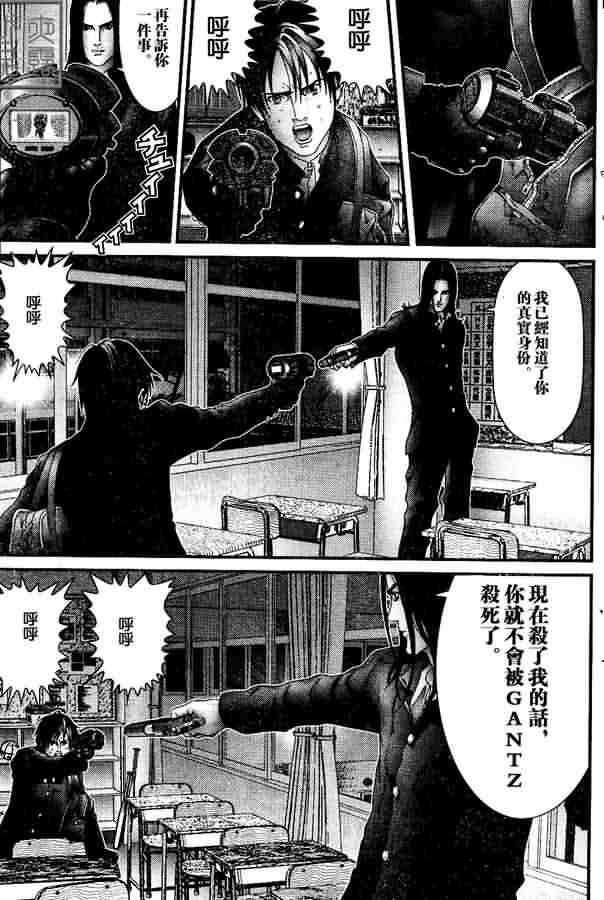 呼呼
再告訴你
一件事。
チュイイイイイイ
我已經知道了你
的真實身份。
呼呼
現在殺了我的話，
你就不會被GANTZ
殺死了。
呼呼
呼呼